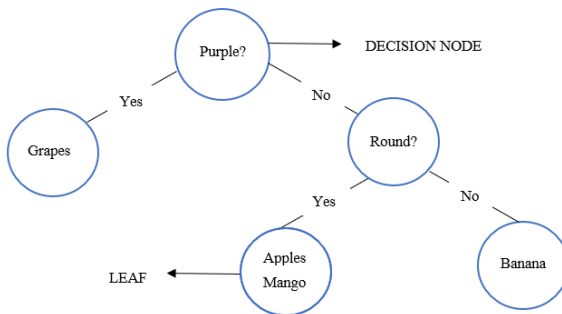 Purple?
DECISION NODE
Yes
No
Grapes
Round?
Yes
No
Apples
Mango
Banana
LEAF